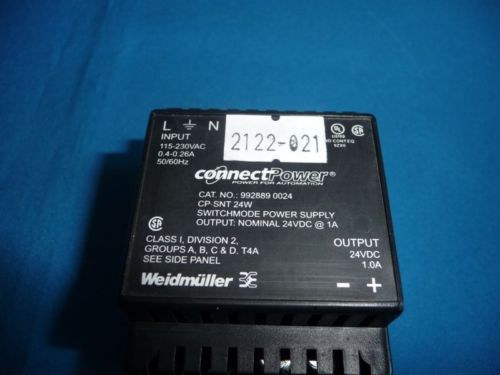 L N
INPUT
115-230VAC
0.4-0.26A
50/60Hz
2122-021
UL
connectPower®
POWER FOR AUTOMATION
CAT. NO.: 992889 0024
CP-SNT 24W
SWITCHMODE POWER SUPPLY
OUTPUT: NOMINAL 24VDC @ 1A
CLASS I, DIVISION 2,
GROUPS A, B, C & D. T4A
SEE SIDE PANEL
OUTPUT
24VDC
1.0A
Weidmüller
- +